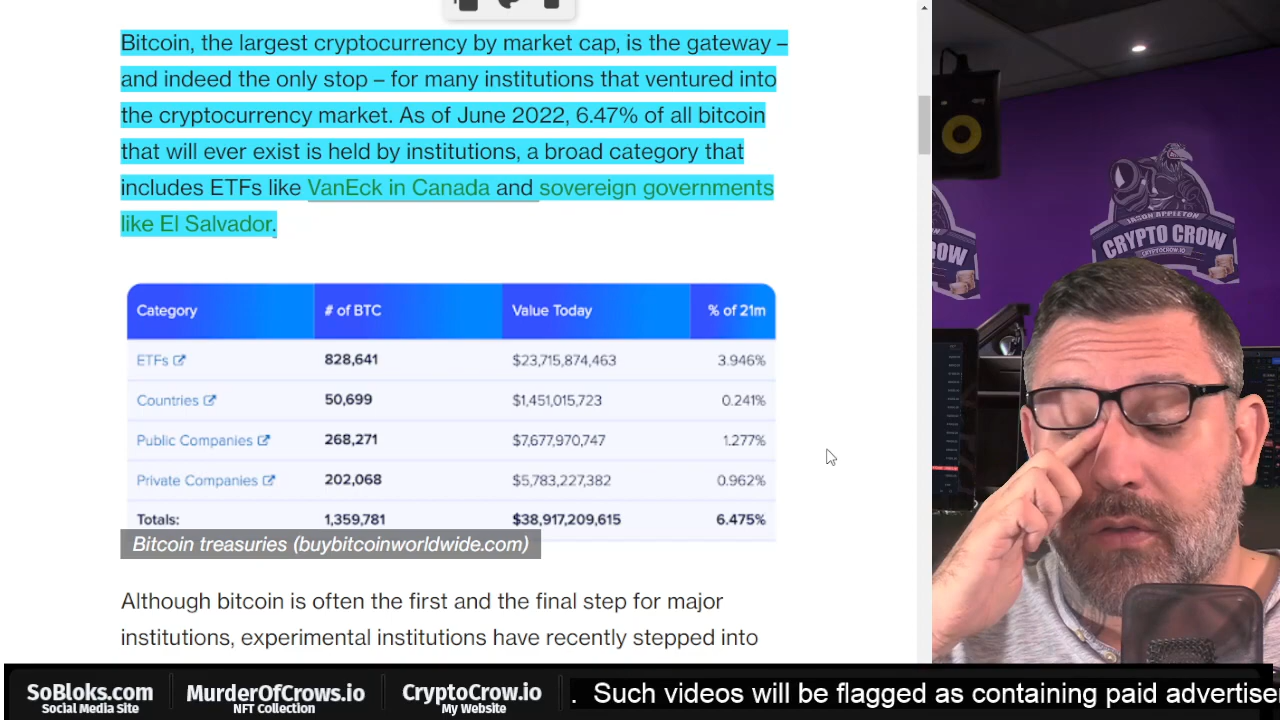 Bitcoin, the largest cryptocurrency by market cap, is the gateway –
and indeed the only stop – for many institutions that ventured into
the cryptocurrency market. As of June 2022, 6.47% of all bitcoin
that will ever exist is held by institutions, a broad category that
includes ETFs like VanEck in Canada and sovereign governments
like El Salvador.
Category # of BTC Value Today % of 21m
ETFs 828,641 $23,715,874,463 3.946%
Countries 50,699 $1,451,015,723 0.241%
Public Companies 268,271 $7,677,970,747 1.277%
Private Companies 202,068 $5,783,227,382 0.962%
Totals: 1,359,781 $38,917,209,615 6.475%
Bitcoin treasuries (buybitcoinworldwide.com)
Although bitcoin is often the first and the final step for major
institutions, experimental institutions have recently stepped into
JASON APPLETON
CRYPTO CROW
CRYPTOCROW.IO
SoBloks.com
Social Media Site
MurderOfCrows.io
NFT Collection
CryptoCrow.io
My Website
. Such videos will be flagged as containing paid advertise